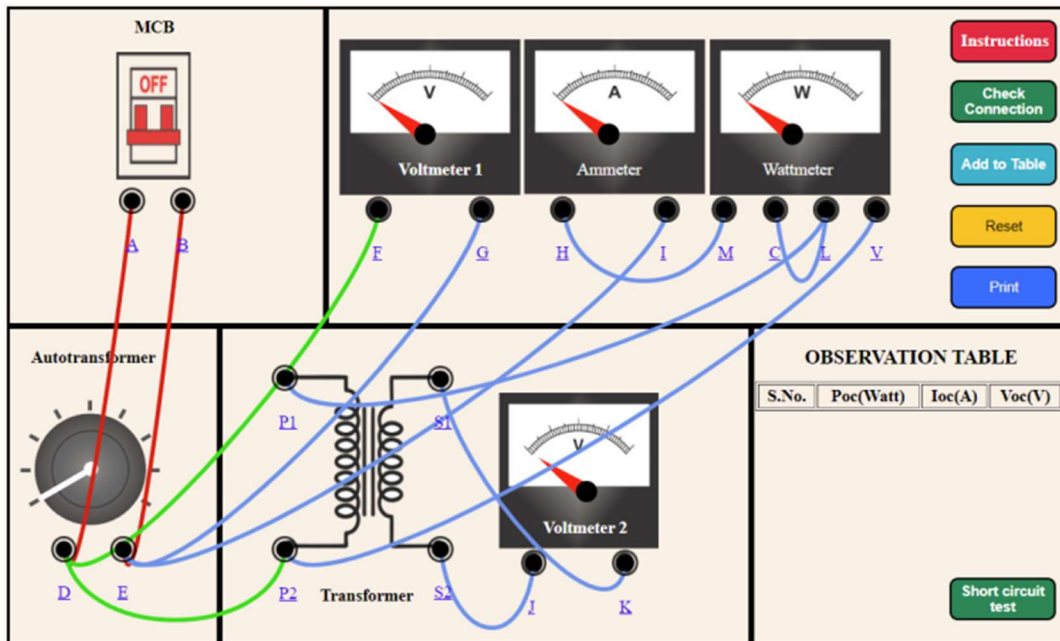 MCB
OFF
A
B
V
Voltmeter 1
A
Ammeter
W
Wattmeter
F
G
H
I
M
C
L
V
Instructions
Check
Connection
Add to Table
Reset
Print
Autotransformer
D
E
P1
S1
P2
Transformer
S2
V
Voltmeter 2
J
K
OBSERVATION TABLE
S.No. Poc(Watt) Ioc(A) Voc(V)
Short circuit
test